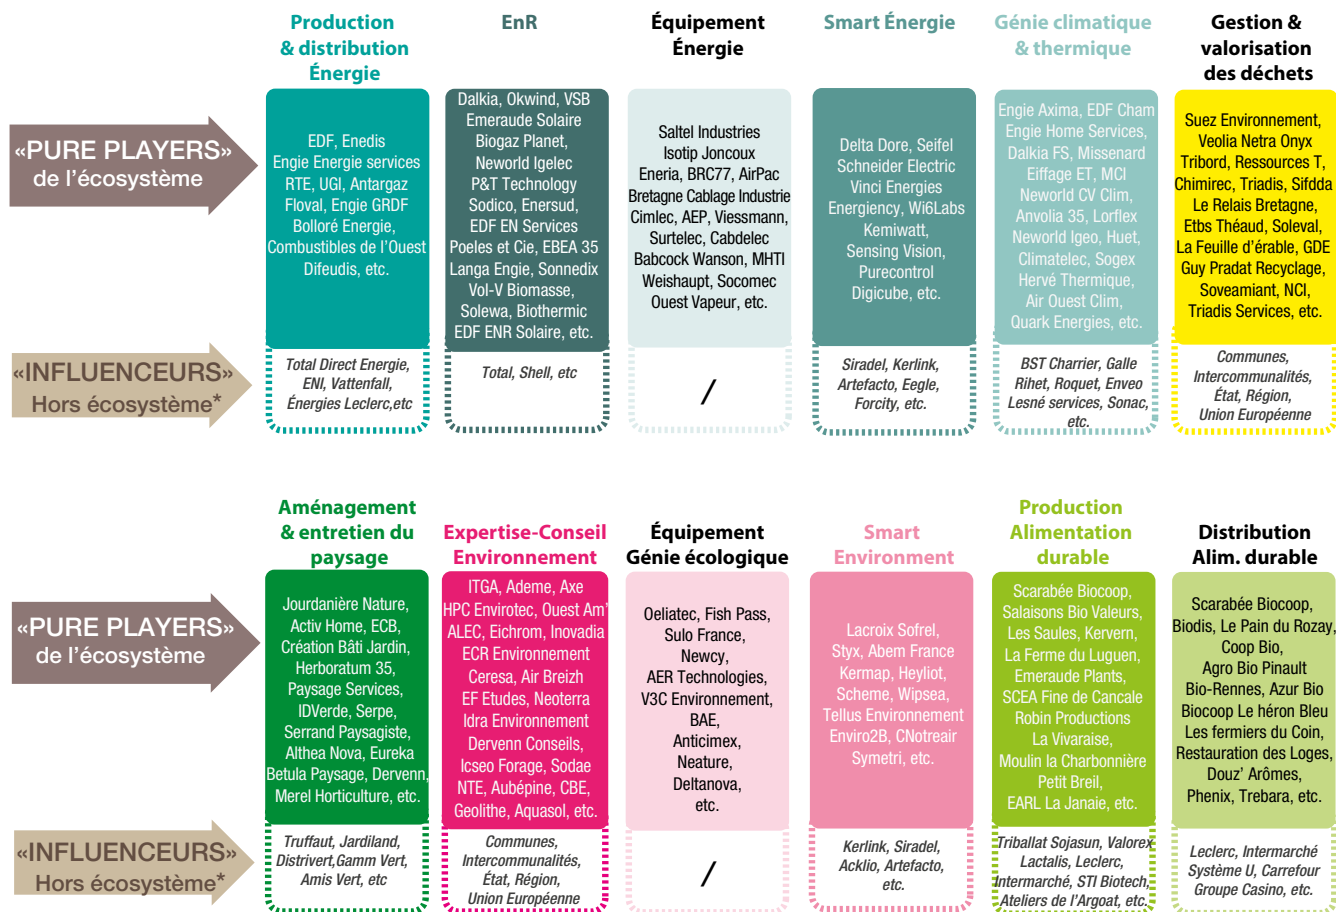 Production
& distribution
Énergie
EnR
Équipement
Énergie
Smart Énergie
Génie climatique
& thermique
Gestion &
valorisation
des déchets
«PURE PLAYERS»
de l’écosystème
EDF, Enedis
Engie Energie services
RTE, UGI, Antargaz
Floval, Engie GRDF
Bolloré Energie,
Combustibles de l’Ouest
Difeudis, etc.
Dalkia, Okwind, VSB
Emeraude Solaire
Biogaz Planet,
Neworld Igelec
P&T Technology
Sodico, Enersud,
EDF EN Services
Poeles et Cie, EBEA 35
Langa Engie, Sonnedix
Vol-V Biomasse,
Solewa, Biothermic
EDF ENR Solaire, etc.
Saltel Industries
Isotip Joncoux
Eneria, BRC77, AirPac
Bretagne Cablage Industrie
Cimlec, AEP, Viessmann,
Surtelec, Cabdelec
Babcock Wanson, MHTI
Weishaupt, Socomec
Ouest Vapeur, etc.
Delta Dore, Seifel
Schneider Electric
Vinci Energies
Energiency, Wi6Labs
Kemiwatt,
Sensing Vision,
Purecontrol
Digicube, etc.
Engie Axima, EDF Cham
Engie Home Services,
Dalkia FS, Missenard
Eiffage ET, MCI
Neworld CV Clim,
Anvolia 35, Lorflex
Neworld Igeo, Huet,
Climatelec, Sogex
Hervé Thermique,
Air Ouest Clim,
Quark Energies, etc.
Suez Environnement,
Veolia Netra Onyx
Tribord, Ressources T,
Chimirec, Triadis, Sifdda
Le Relais Bretagne,
Etbs Théaud, Soleval,
La Feuille d’érable, GDE
Guy Pradat Recyclage,
Soveamiant, NCI,
Triadis Services, etc.
«INFLUENCEURS»
Hors écosystème*
Total Direct Energie,
ENI, Vattenfall,
Énergies Leclerc,etc
Total, Shell, etc
/
Siradel, Kerlink,
Artefacto, Eegle,
Forcity, etc.
BST Charrier, Galle
Rihet, Roquet, Enveo
Lesné services, Sonac,
etc.
Communes,
Intercommunalités,
État, Région,
Union Européenne
Aménagement
& entretien du
paysage
Expertise-Conseil
Environnement
Équipement
Génie écologique
Smart
Environment
Production
Alimentation
durable
Distribution
Alim. durable
«PURE PLAYERS»
de l’écosystème
Jourdanière Nature,
Activ Home, ECB,
Création Bâti Jardin,
Herboratum 35,
Paysage Services,
IDVerde, Serpe,
Serrand Paysagiste,
Althea Nova, Eureka
Betula Paysage, Dervenn,
Merel Horticulture, etc.
ITGA, Ademe, Axe
HPC Envirotec, Ouest Am’
ALEC, Eichrom, Inovadia
ECR Environnement
Ceresa, Air Breizh
EF Etudes, Neoterra
Idra Environnement
Dervenn Conseils,
Icseo Forage, Sodae
NTE, Aubépine, CBE,
Geolithe, Aquasol, etc.
Oeliatec, Fish Pass,
Sulo France,
Newcy,
AER Technologies,
V3C Environnement,
BAE,
Anticimex,
Neature,
Deltanova,
etc.
Lacroix Sofrel,
Styx, Abem France
Kermap, Heyliot,
Scheme, Wipsea,
Tellus Environment
Enviro2B, CNotreair
Symetri, etc.
Scarabée Biocoop,
Salaisons Bio Valeurs,
Les Saules, Kervern,
La Ferme du Luguen,
Emeraude Plants,
SCEA Fine de Cancale
Robin Productions
La Vivaraise,
Moulin la Charbonnière
Petit Breil,
EARL La Janaie, etc.
Scarabée Biocoop,
Biodis, Le Pain du Rozay,
Coop Bio,
Agro Bio Pinault
Bio-Rennes, Azur Bio
Biocoop Le héron Bleu
Les fermiers du Coin,
Restauration des Loges,
Douz’ Arômes,
Phenix, Trebara, etc.
«INFLUENCEURS»
Hors écosystème*
Truffaut, Jardiland,
Distrivert,Gamm Vert,
Amis Vert, etc
Communes,
Intercommunalités,
État, Région,
Union Européenne
/
Kerlink, Siradel,
Acklio, Artefacto,
etc.
Triballat Sojasun, Valorex
Lactalis, Leclerc,
Intermarché, STI Biotech,
Ateliers de l’Argoat, etc.
Leclerc, Intermarché
Système U, Carrefour
Groupe Casino, etc.